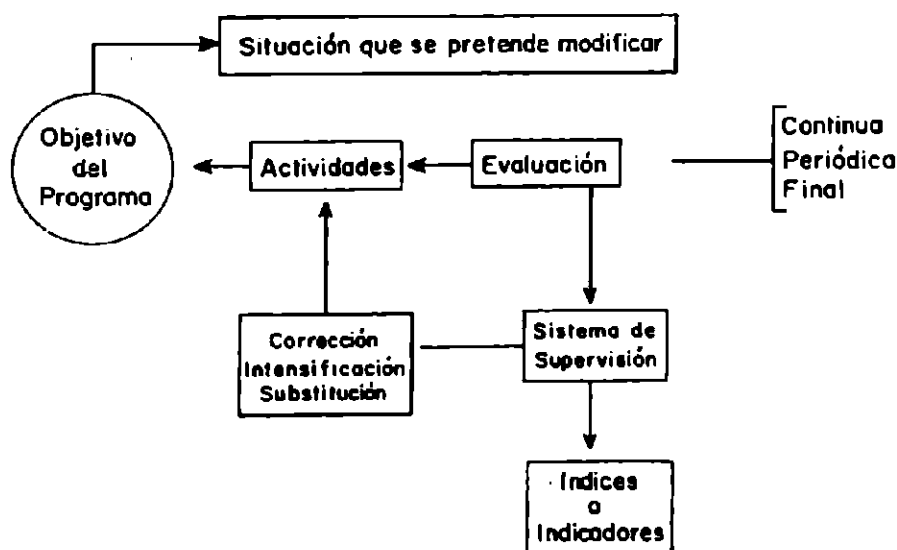 Situación que se pretende modificar
Objetivo
del
Programa
Actividades
Evaluación
Continua
Periódica
Final
Corrección
Intensificación
Substitución
Sistema de
Supervisión
Indices
o
Indicadores